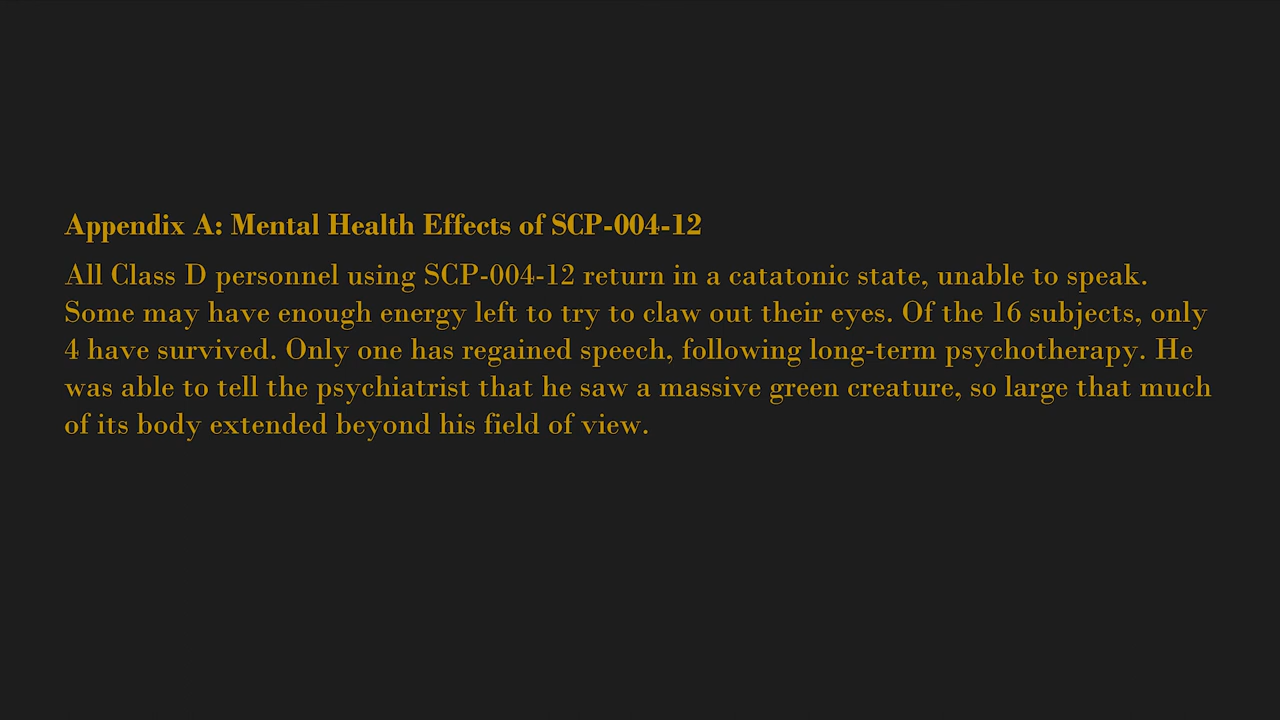 Appendix A: Mental Health Effects of SCP-004-12
All Class D personnel using SCP-004-12 return in a catatonic state, unable to speak.
Some may have enough energy left to try to claw out their eyes. Of the 16 subjects, only
4 have survived. Only one has regained speech, following long-term psychotherapy. He
was able to tell the psychiatrist that he saw a massive green creature, so large that much
of its body extended beyond his field of view.